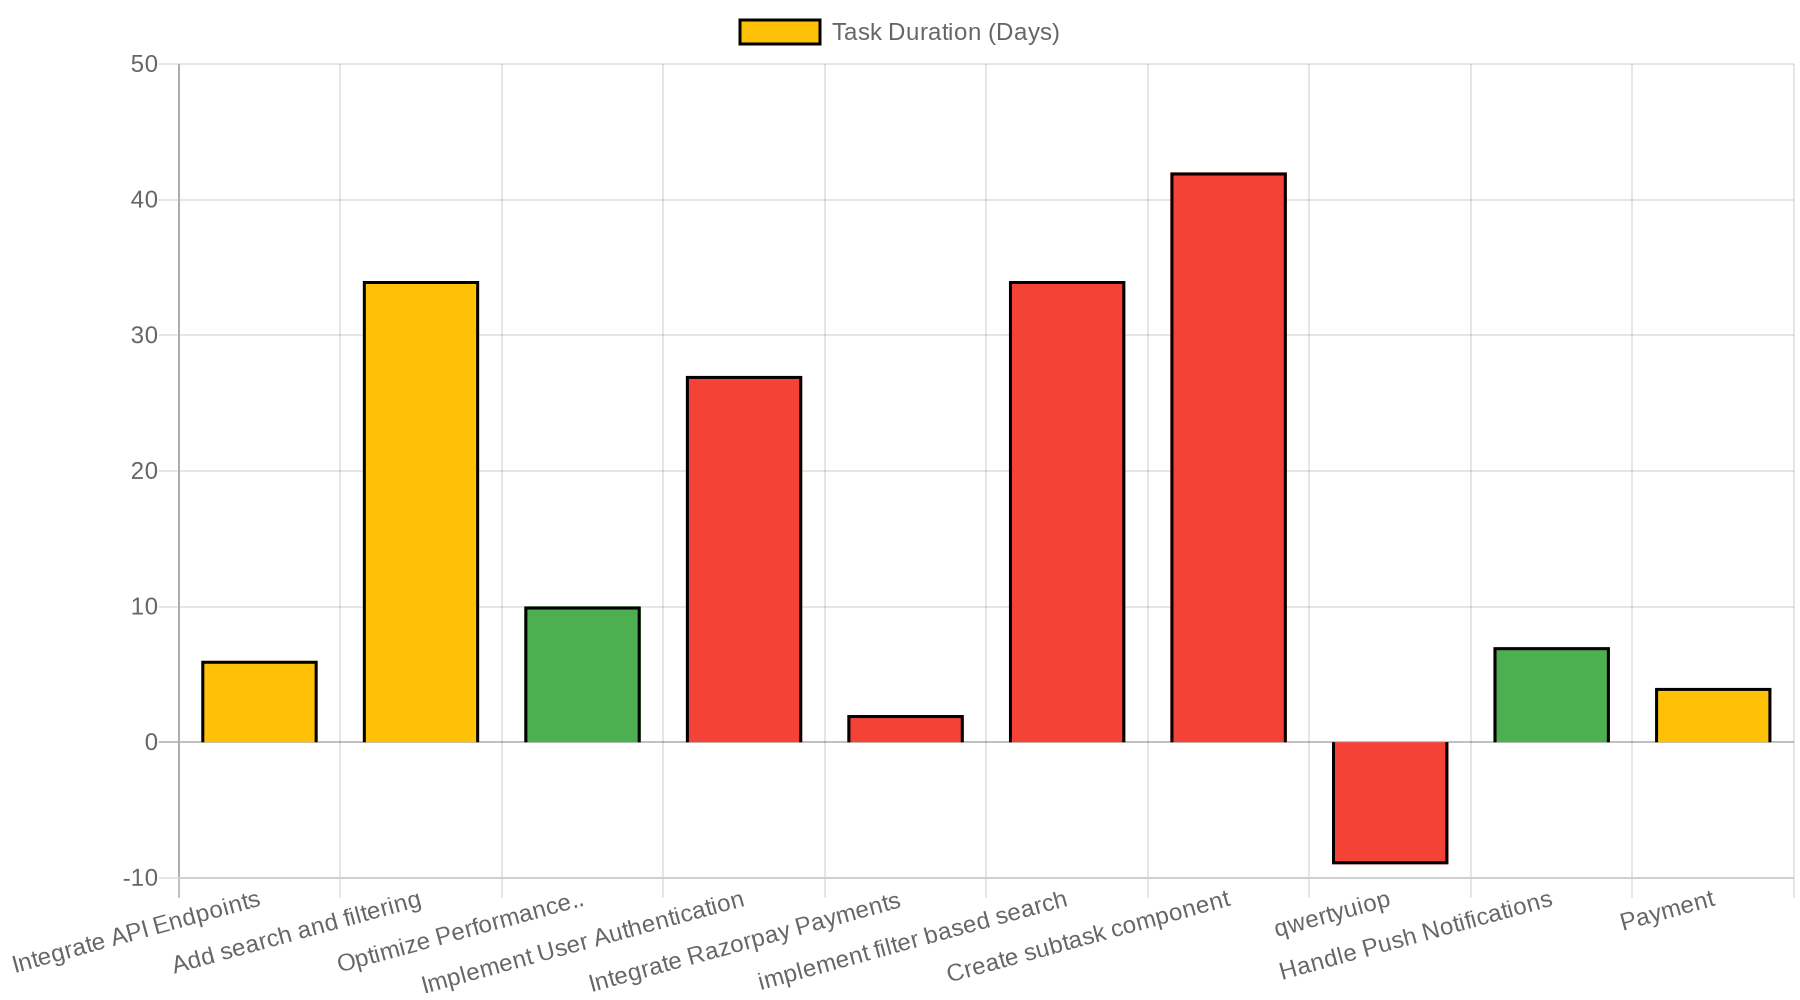 Task Duration (Days)
50
40
30
20
10
0
-10
Integrate API Endpoints
Add search and filtering
Optimize Performance..
Implement User Authentication
Integrate Razorpay Payments
implement filter based search
Create subtask component
qwertyuiop
Handle Push Notifications
Payment